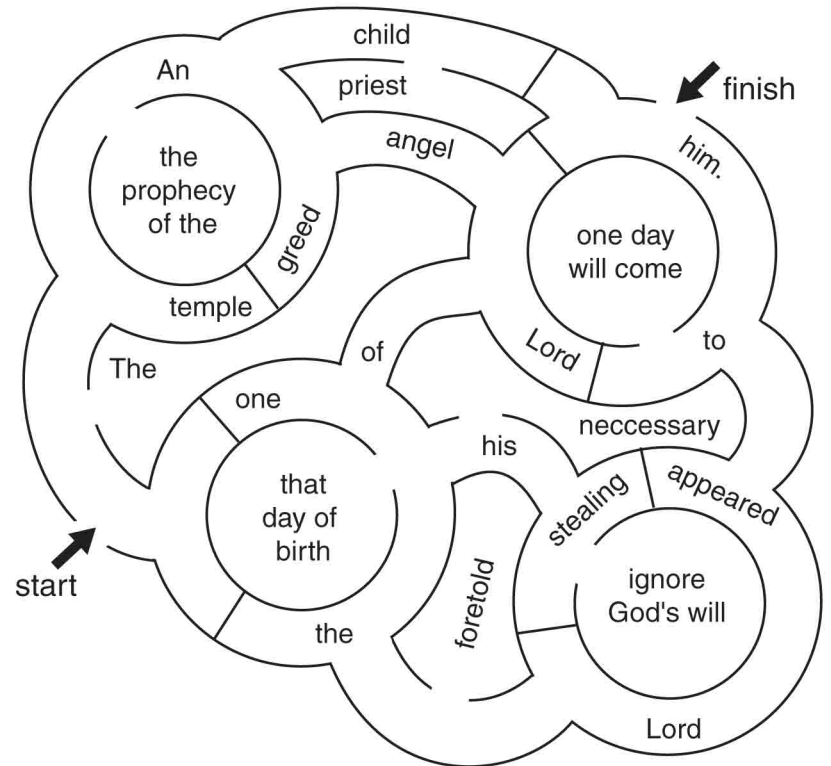 child
An
priest
finish
angel
him.
the
prophecy
of the
greed
one day
will come
temple
Lord
to
The
of
one
neccessary
his
stealing
appeared
that
day of
birth
start
foretold
ignore
God's will
the
Lord